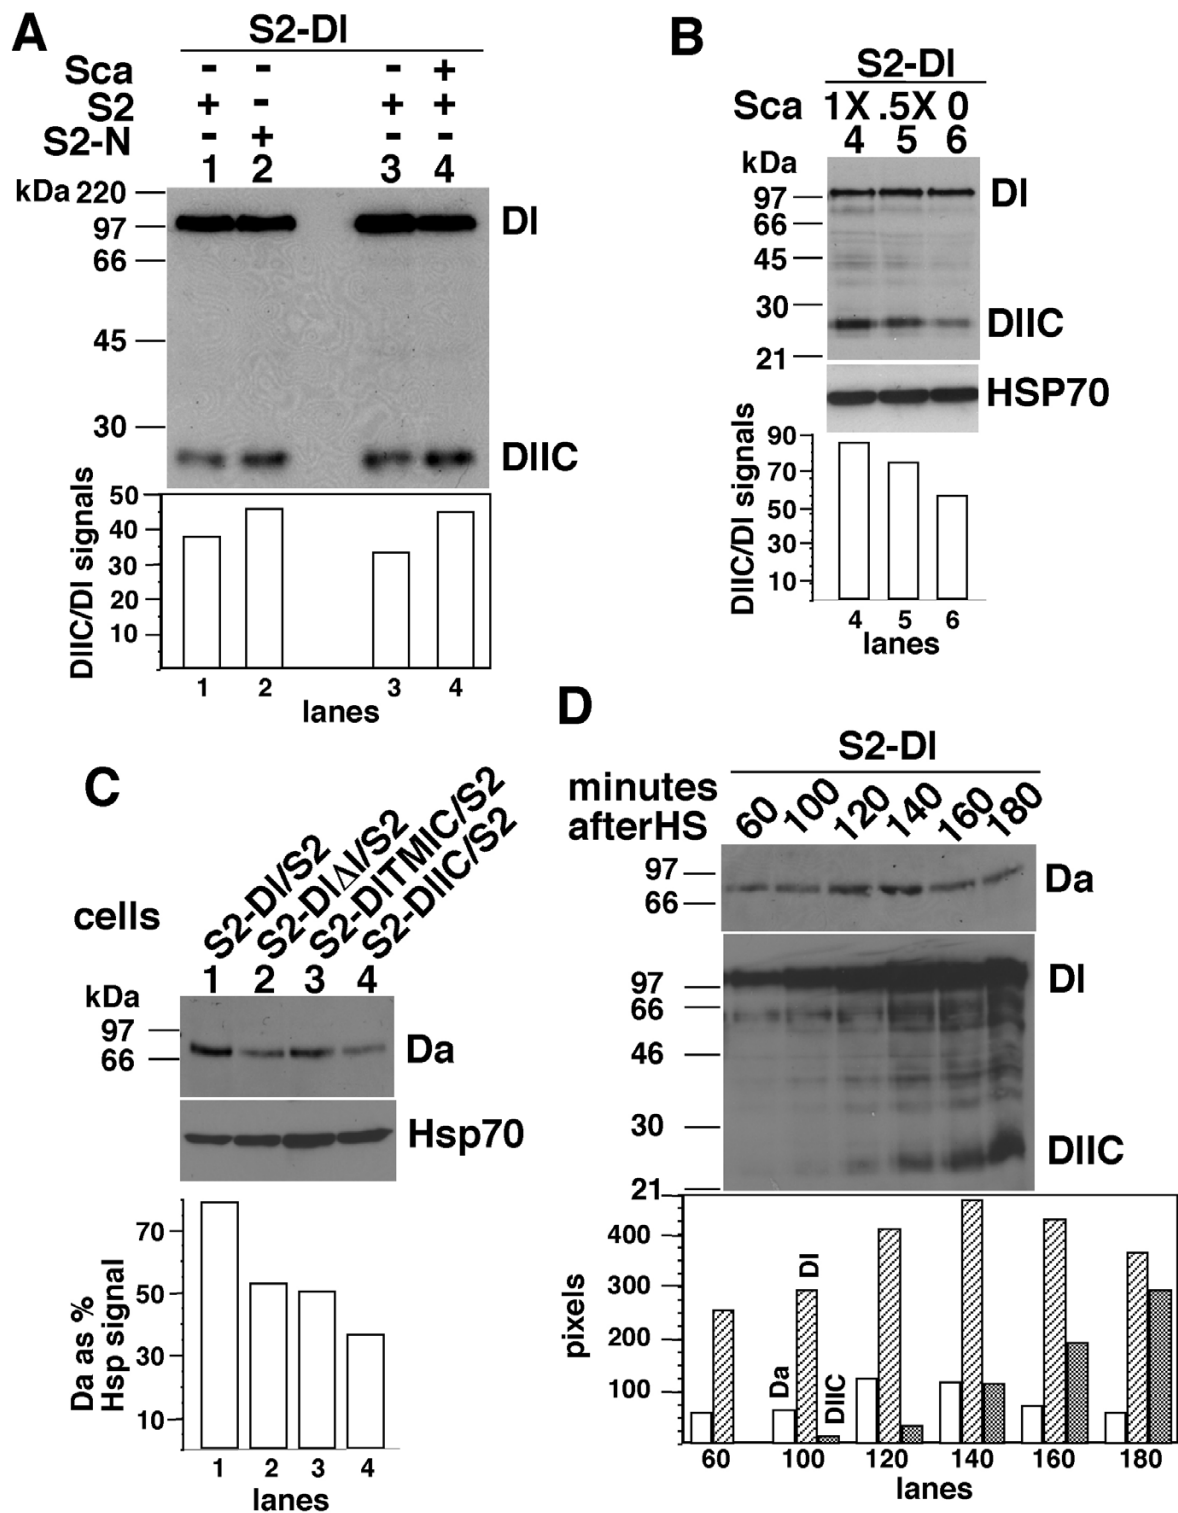 A
S2-Dl
Sca - - - +
S2 + - + +
S2-N - + - -
1 2 3 4
kDa 220
97
66
45
30
Dl
DlIC
DlIC/Dl signals
50
40
30
20
10
1 2 3 4
lanes
B
S2-Dl
Sca 1X .5X 0
4 5 6
kDa
97
66
45
30
21
Dl
DlIC
HSP70
DlIC/Dl signals
90
70
50
30
10
4 5 6
lanes
C
cells
S2-Dl/S2
S2-DlΔI/S2
S2-DlTMIC/S2
S2-DlIC/S2
1 2 3 4
kDa
97
66
Da
Hsp70
Da as %
Hsp signal
70
50
30
10
1 2 3 4
lanes
D
S2-Dl
minutes
afterHS
60 100 120 140 160 180
97
66
Da
97
66
46
30
21
Dl
DlIC
pixels
400
300
200
100
Da
Dl
DlIC
60 100 120 140 160 180
lanes